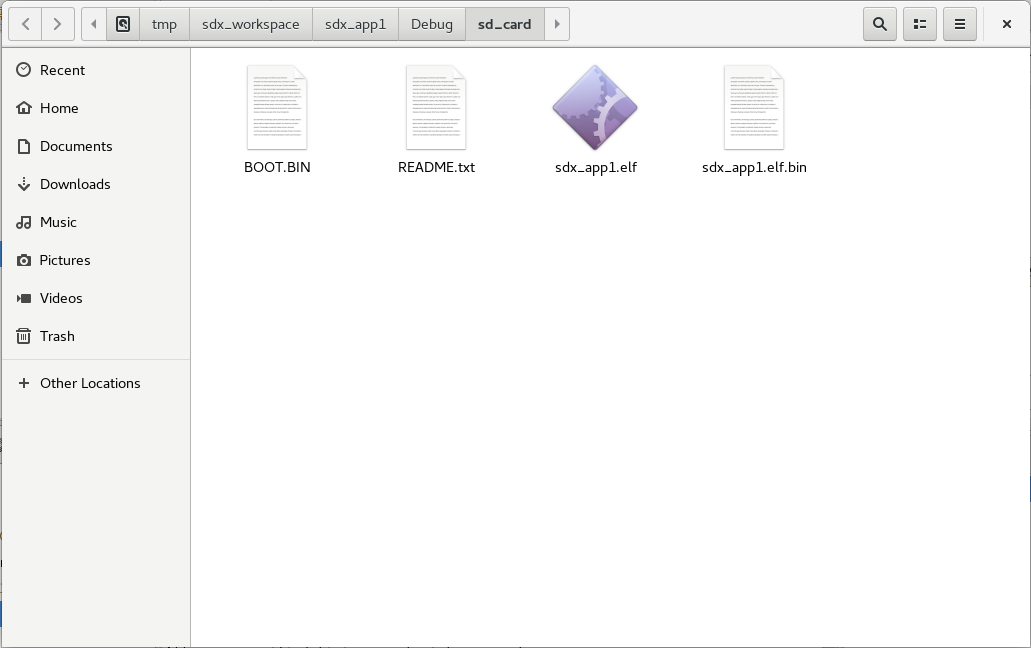 tmp sdx_workspace sdx_app1 Debug sd_card
Recent
Home
Documents
Downloads
Music
Pictures
Videos
Trash
Other Locations
BOOT.BIN README.txt sdx_app1.elf sdx_app1.elf.bin